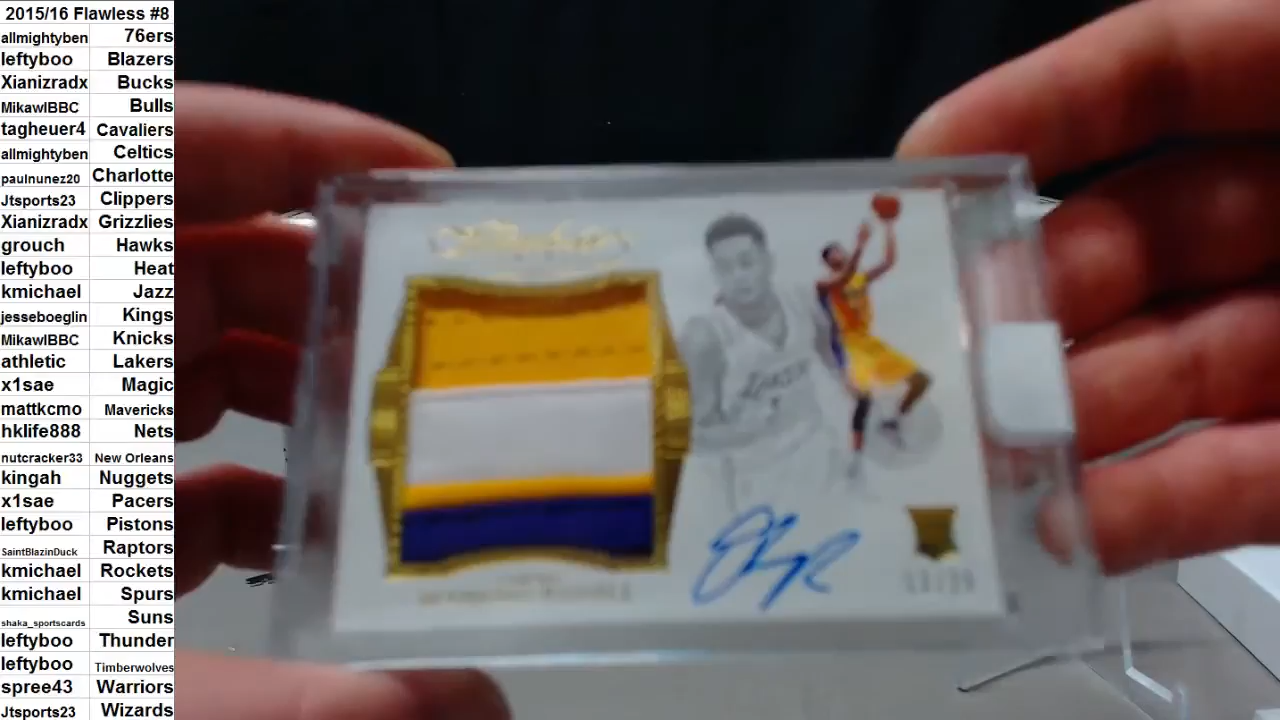 2015/16 Flawless #8
allmightyben 76ers
leftyboo Blazers
Xianizradx Bucks
MikawIBBC Bulls
tagheuer4 Cavaliers
allmightyben Celtics
paulnunez20 Charlotte
Jtsports23 Clippers
Xianizradx Grizzlies
grouch Hawks
leftyboo Heat
kmichael Jazz
jesseboeglin Kings
MikawIBBC Knicks
athletic Lakers
x1sae Magic
mattkcmo Mavericks
hklife888 Nets
nutcracker33 New Orleans
kingah Nuggets
x1sae Pacers
leftyboo Pistons
SaintBlazinDuck Raptors
kmichael Rockets
kmichael Spurs
shaka_sportscards Suns
leftyboo Thunder
leftyboo Timberwolves
spree43 Warriors
Jtsports23 Wizards